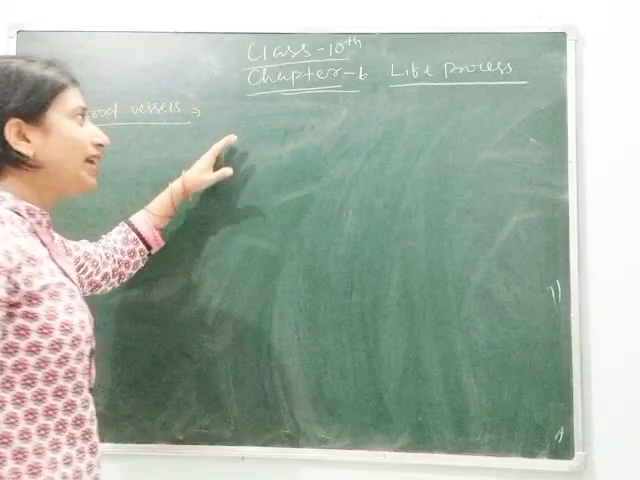 Class-10th
Chapter-6 Life Process
vessels →